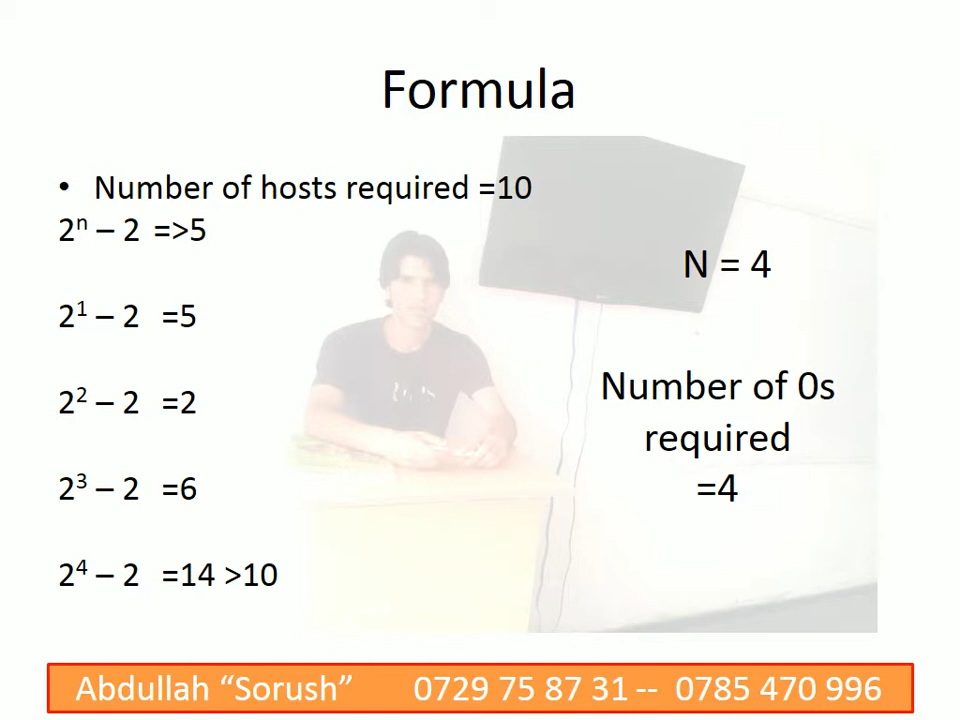 Formula
• Number of hosts required =10
2ⁿ – 2 =>5
N = 4
2¹ – 2 =5
Number of 0s
required
=4
2² – 2 =2
2³ – 2 =6
2⁴ – 2 =14 >10
Abdullah “Sorush” 0729 75 87 31 -- 0785 470 996